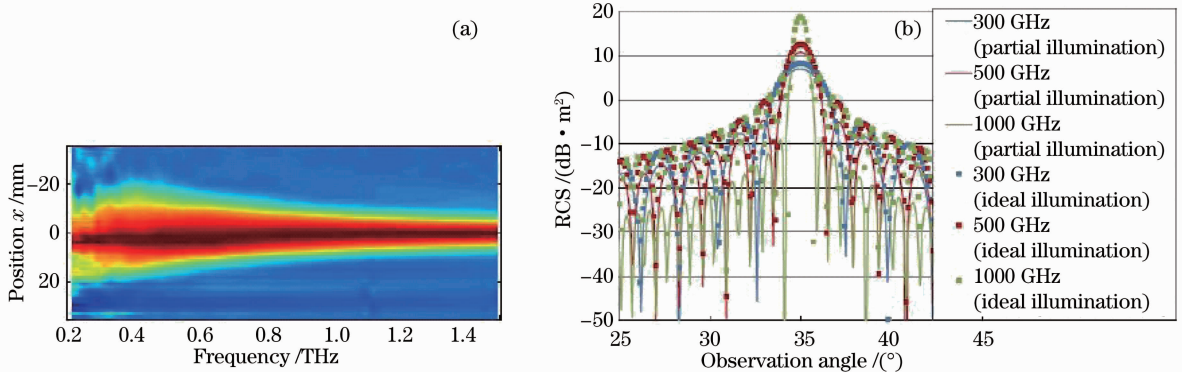 (a)
Position x /mm
−20
0
20
0.2 0.4 0.6 0.8 1.0 1.2 1.4
Frequency /THz
(b)
RCS /(dB • m²)
20
10
0
−10
−20
−30
−40
−50
25 30 35 40 45
Observation angle /(°)
300 GHz
(partial illumination)
500 GHz
(partial illumination)
1000 GHz
(partial illumination)
300 GHz
(ideal illumination)
500 GHz
(ideal illumination)
1000 GHz
(ideal illumination)